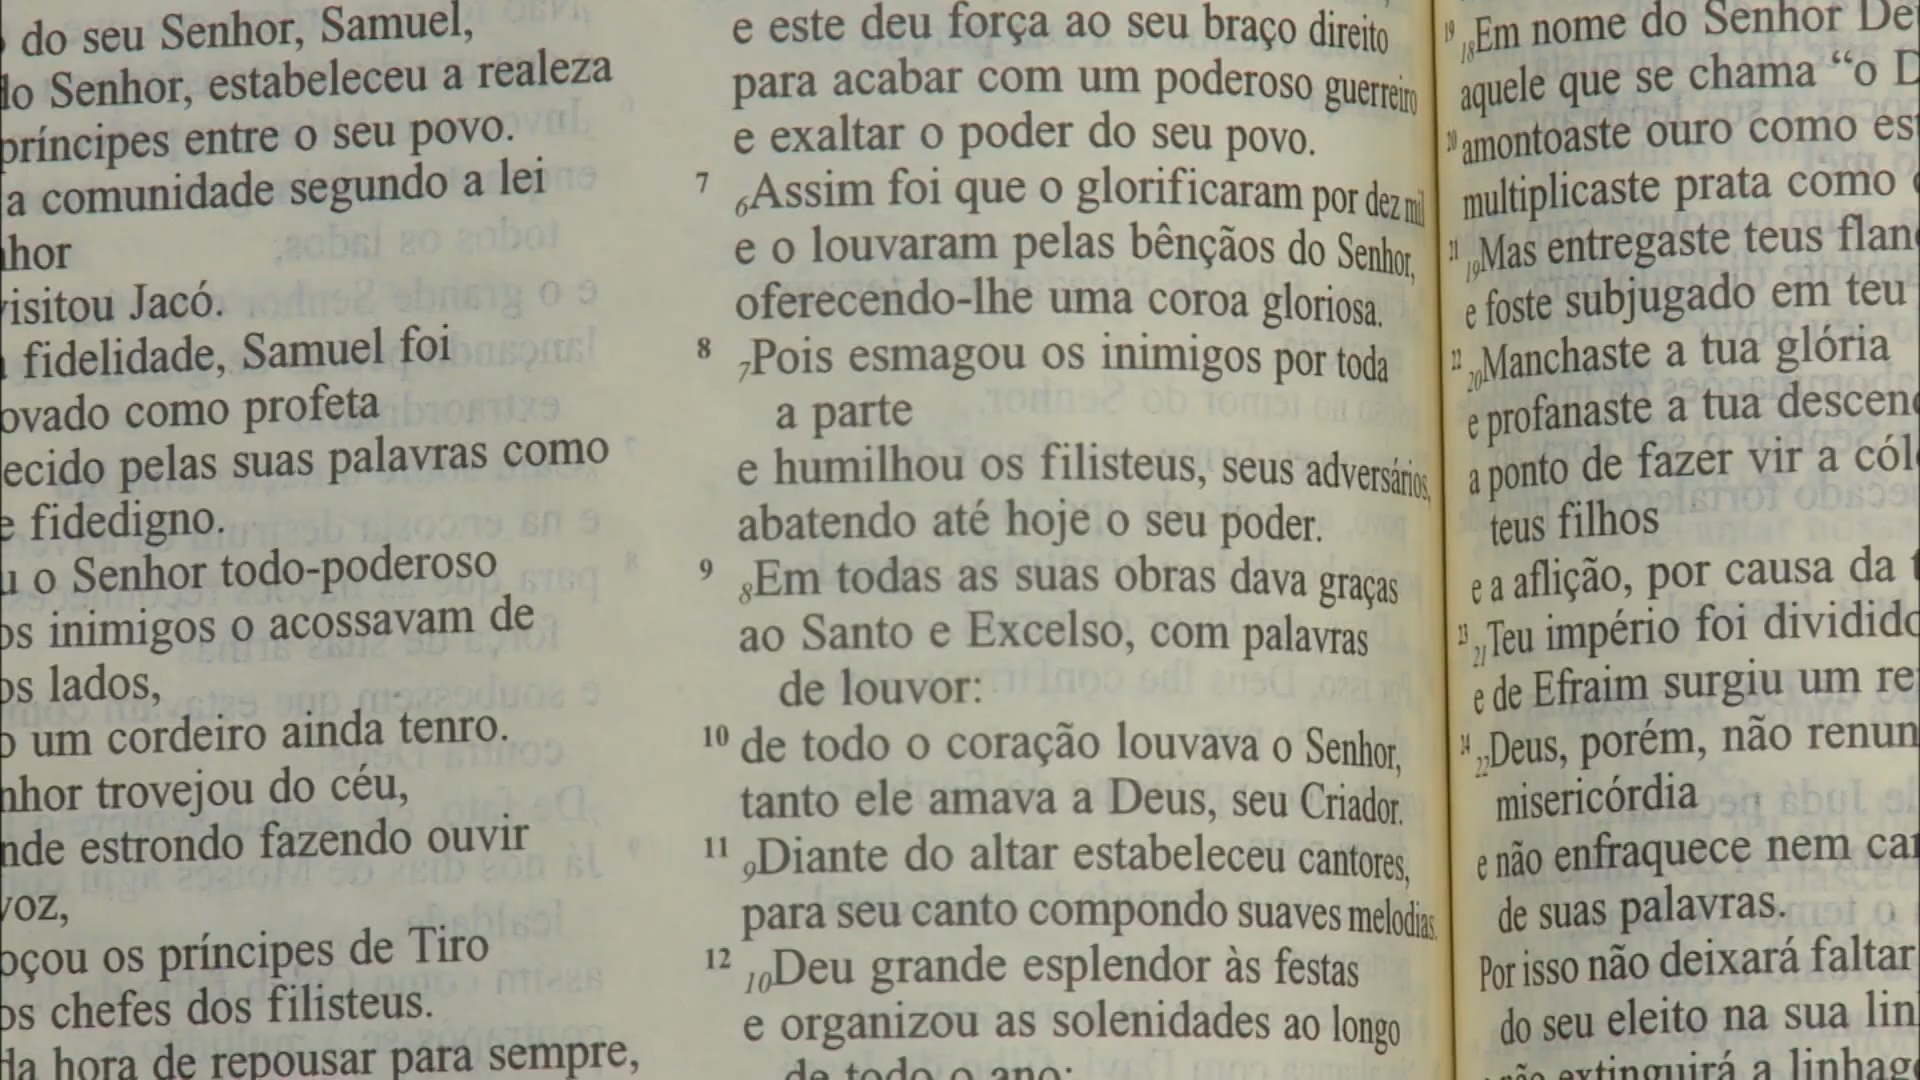 do seu Senhor, Samuel,
Senhor, estabeleceu a realeza
príncipes entre o seu povo.
a comunidade segundo a lei
visitou Jacó.
fidelidade, Samuel foi
como profeta
pelas suas palavras como
fidedigno.
o Senhor todo-poderoso
inimigos o acossavam de
lados,
um cordeiro ainda tenro.
trovejou do céu,
estrondo fazendo ouvir
voz,
os príncipes de Tiro
chefes dos filisteus.
hora de repousar para sempre,
e este deu força ao seu braço direito
para acabar com um poderoso guerreiro
e exaltar o poder do seu povo.
7 6Assim foi que o glorificaram por dez mil
e o louvaram pelas bênçãos do Senhor,
oferecendo-lhe uma coroa gloriosa.
8 7Pois esmagou os inimigos por toda
a parte
e humilhou os filisteus, seus adversários,
abatendo até hoje o seu poder.
9 8Em todas as suas obras dava graças
ao Santo e Excelso, com palavras
de louvor:
10 de todo o coração louvava o Senhor,
tanto ele amava a Deus, seu Criador.
11 9Diante do altar estabeleceu cantores,
para seu canto compondo suaves melodias.
12 10Deu grande esplendor às festas
e organizou as solenidades ao longo
de todo o ano:
19 18Em nome do Senhor
aquele que se chama “o
20 amontoaste ouro como
multiplicaste prata como
21 19Mas entregaste teus
e foste subjugado em teu
22 20Manchaste a tua glória
e profanaste a tua
a ponto de fazer vir a
teus filhos
e a aflição, por causa da
23 21Teu império foi dividido
e de Efraim surgiu um
24 22Deus, porém, não
misericórdia
e não enfraquece nem
de suas palavras.
Por isso não deixará faltar
do seu eleito na sua
extinguirá a